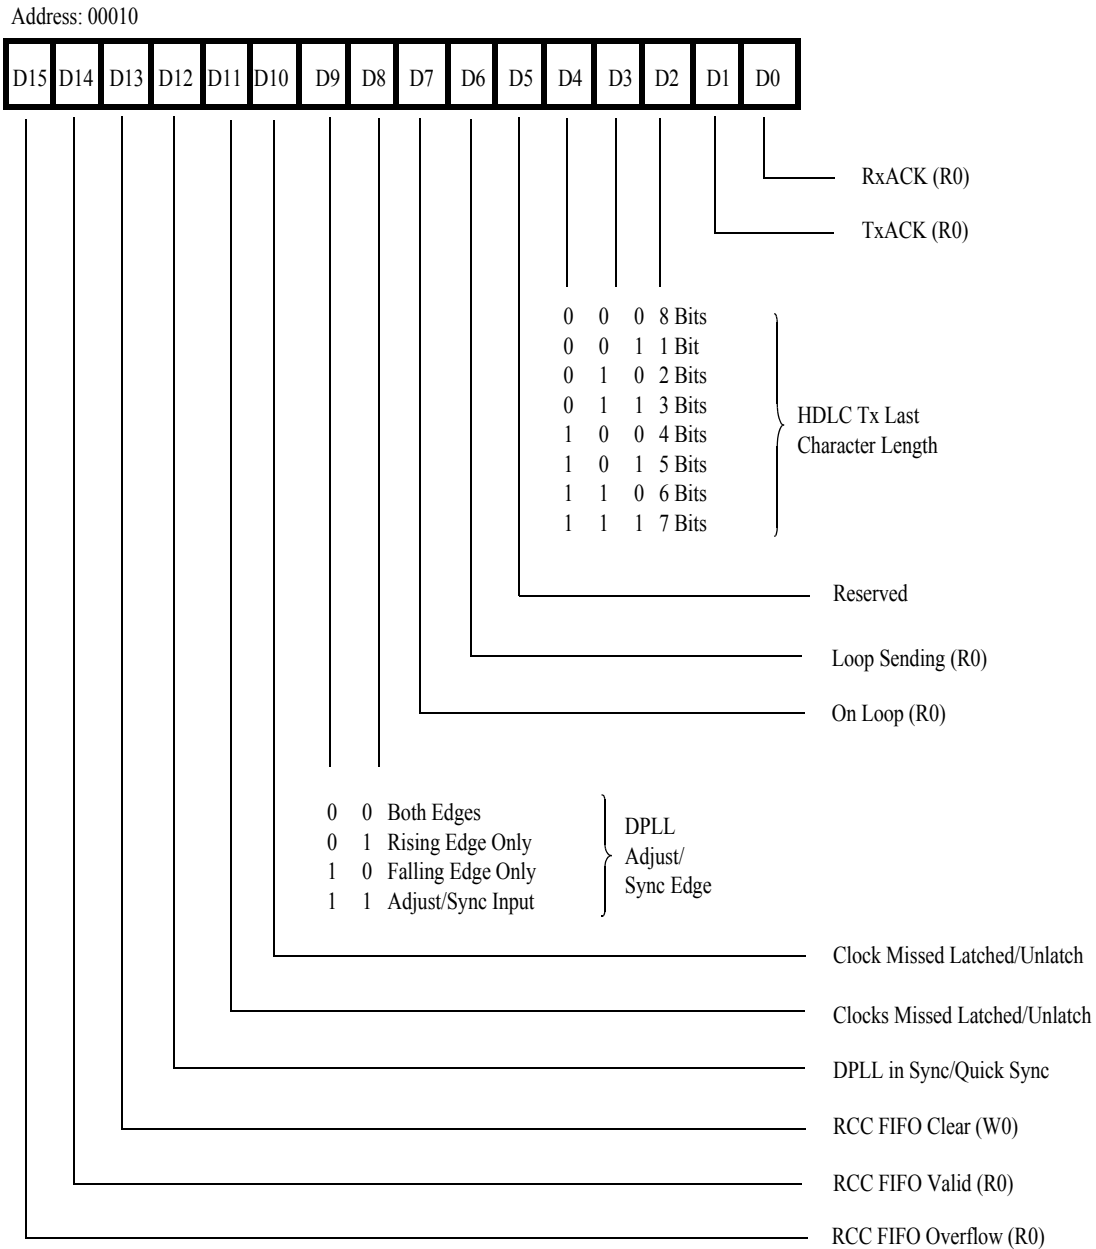 Address: 00010
D15 D14 D13 D12 D11 D10 D9 D8 D7 D6 D5 D4 D3 D2 D1 D0
RxACK (R0)
TxACK (R0)
0 0 0 8 Bits
0 0 1 1 Bit
0 1 0 2 Bits
0 1 1 3 Bits
1 0 0 4 Bits
1 0 1 5 Bits
1 1 0 6 Bits
1 1 1 7 Bits
HDLC Tx Last
Character Length
Reserved
Loop Sending (R0)
On Loop (R0)
0 0 Both Edges
0 1 Rising Edge Only
1 0 Falling Edge Only
1 1 Adjust/Sync Input
DPLL
Adjust/
Sync Edge
Clock Missed Latched/Unlatch
Clocks Missed Latched/Unlatch
DPLL in Sync/Quick Sync
RCC FIFO Clear (W0)
RCC FIFO Valid (R0)
RCC FIFO Overflow (R0)